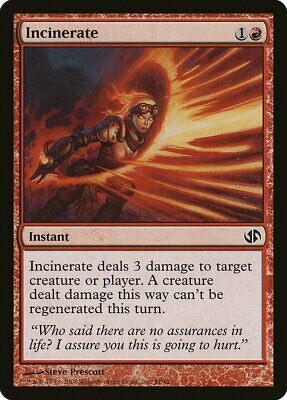 Incinerate 1
Instant
Incinerate deals 3 damage to target
creature or player. A creature
dealt damage this way can't be
regenerated this turn.
“Who said there are no assurances in
life? I assure you this is going to hurt.”
Steve Prescott